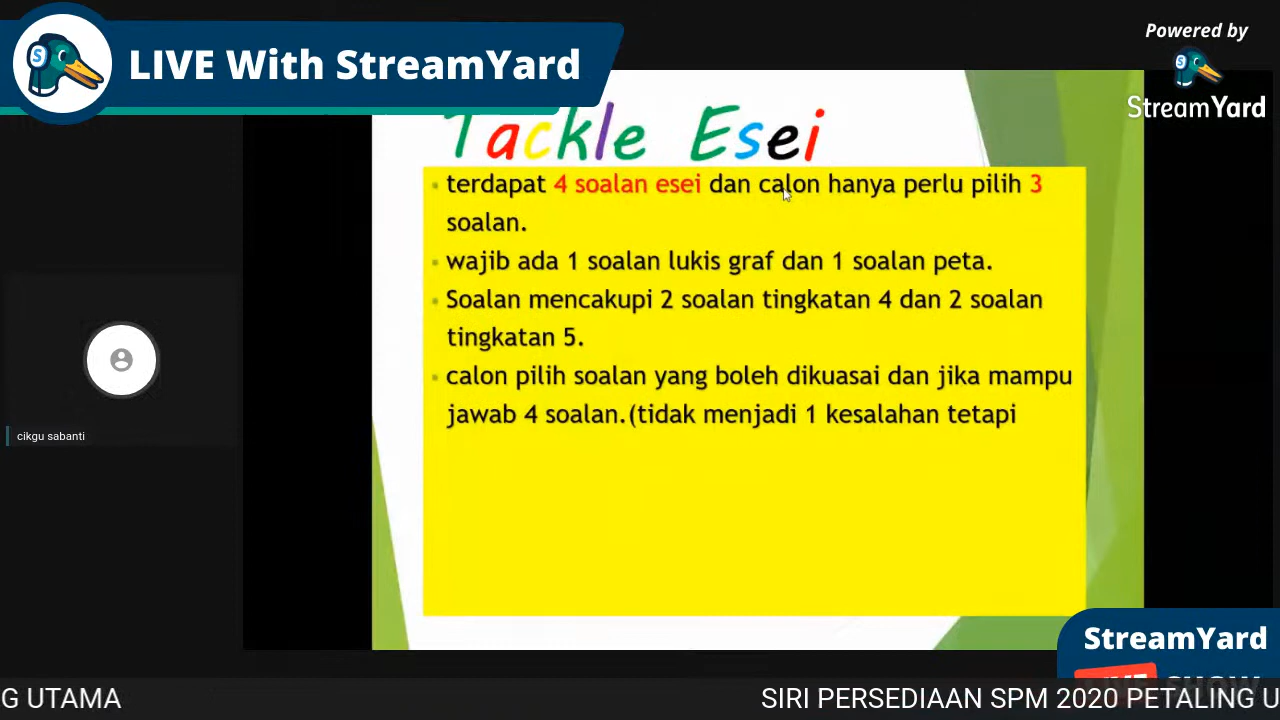 LIVE With StreamYard
Powered by
StreamYard
Tackle Esei
terdapat 4 soalan esei dan calon hanya perlu pilih 3
soalan.
wajib ada 1 soalan lukis graf dan 1 soalan peta.
Soalan mencakupi 2 soalan tingkatan 4 dan 2 soalan
tingkatan 5.
calon pilih soalan yang boleh dikuasai dan jika mampu
jawab 4 soalan.(tidak menjadi 1 kesalahan tetapi
cikgu sabanti
StreamYard
LIVE SHOW
G UTAMA
SIRI PERSEDIAAN SPM 2020 PETALING U